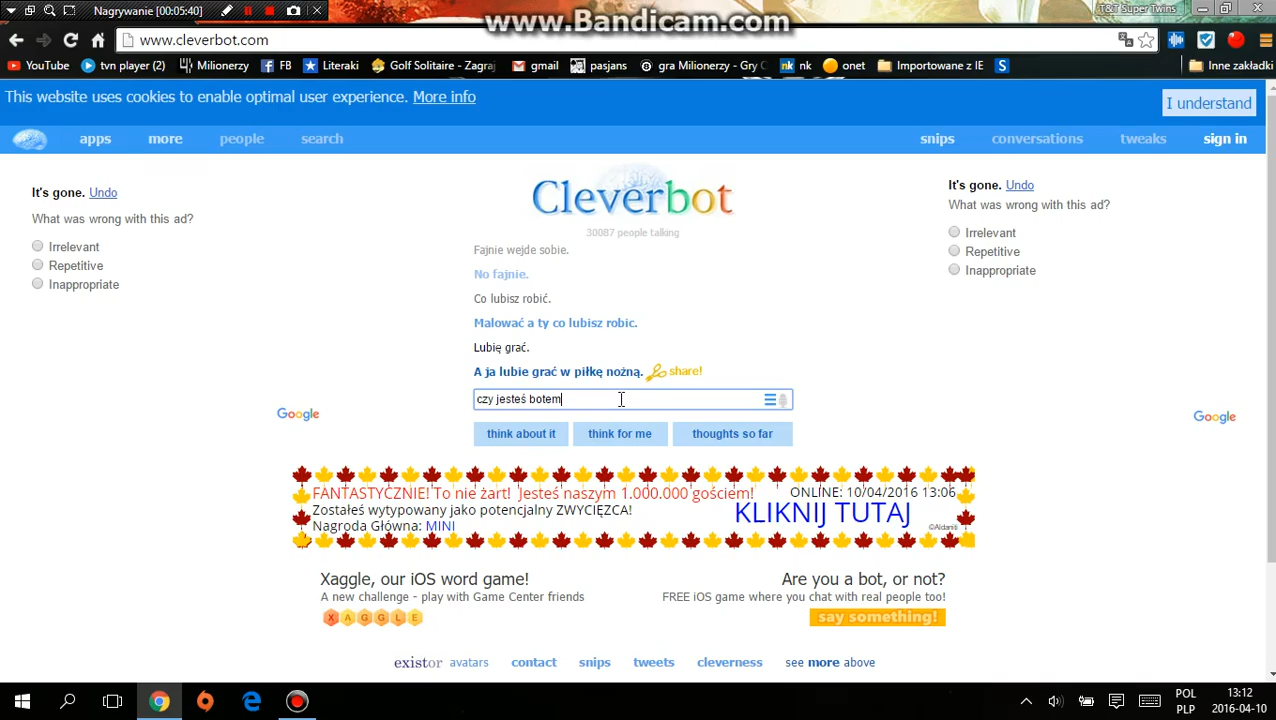 Nagrywanie [00:05:40]
www.Bandicam.com
T&T Super Twins
www.cleverbot.com
YouTube
tvn player (2)
Milionerzy
FB
Literaki
Golf Solitaire - Zagraj
gmail
pasjans
gra Milionerzy - Gry O
nk
onet
Importowane z IE
Inne zakładki
This website uses cookies to enable optimal user experience. More info
I understand
apps more people search
snips conversations tweaks sign in
It's gone. Undo
What was wrong with this ad?
Irrelevant
Repetitive
Inappropriate
Cleverbot
30087 people talking
Fajnie wejde sobie.
No fajnie.
Co lubisz robić.
Malować a ty co lubisz robic.
Lubię grać.
A ja lubie grać w piłkę nożną. share!
czy jesteś botem
think about it
think for me
thoughts so far
It's gone. Undo
What was wrong with this ad?
Irrelevant
Repetitive
Inappropriate
Google
Google
FANTASTYCZNIE! To nie żart! Jesteś naszym 1.000.000 gościem!
ONLINE: 10/04/2016 13:06
Zostałeś wytypowany jako potencjalny ZWYCIĘZCA!
Nagroda Główna: MINI
KLIKNIJ TUTAJ
Xaggle, our iOS word game!
A new challenge - play with Game Center friends
XAGGLE
Are you a bot, or not?
FREE iOS game where you chat with real people too!
say something!
existor avatars contact snips tweets cleverness see more above
POL
PLP
13:12
2016-04-10